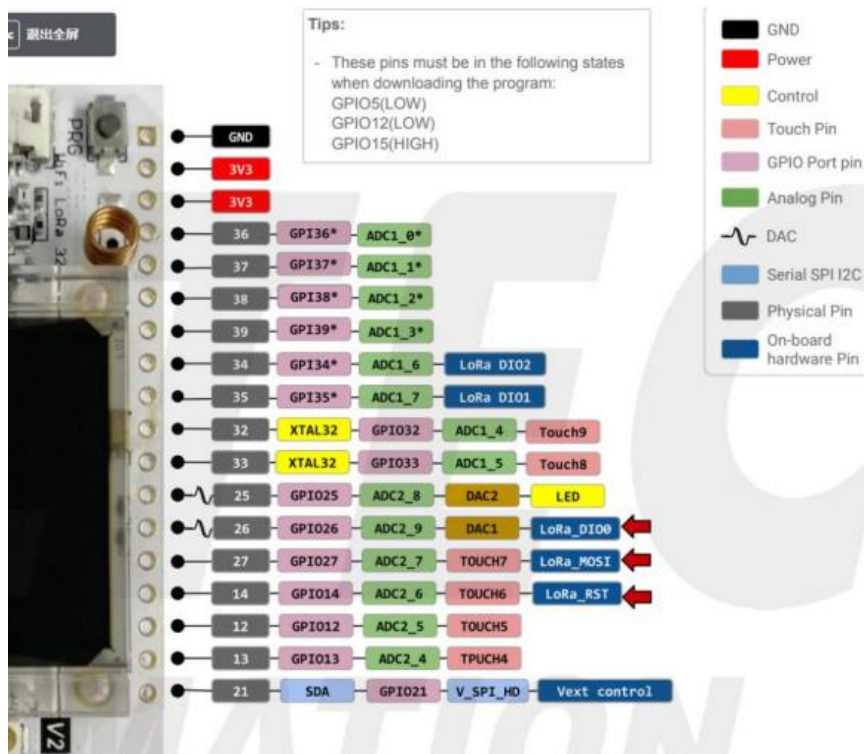 退出全屏
Tips:
- These pins must be in the following states
when downloading the program:
GPIO5(LOW)
GPIO12(LOW)
GPIO15(HIGH)
GND
Power
Control
Touch Pin
GPIO Port pin
Analog Pin
DAC
Serial SPI I2C
Physical Pin
On-board
hardware Pin
PRG
WiFi LoRa 32
GND
3V3
3V3
36 GPI36* ADC1_0*
37 GPI37* ADC1_1*
38 GPI38* ADC1_2*
39 GPI39* ADC1_3*
34 GPI34* ADC1_6 LoRa DIO2
35 GPI35* ADC1_7 LoRa DIO1
32 XTAL32 GPIO32 ADC1_4 Touch9
33 XTAL32 GPIO33 ADC1_5 Touch8
25 GPIO25 ADC2_8 DAC2 LED
26 GPIO26 ADC2_9 DAC1 LoRa_DIO0
27 GPIO27 ADC2_7 TOUCH7 LoRa_MOSI
14 GPIO14 ADC2_6 TOUCH6 LoRa_RST
12 GPIO12 ADC2_5 TOUCH5
13 GPIO13 ADC2_4 TPUCH4
21 SDA GPIO21 V_SPI_HD Vext control
V2